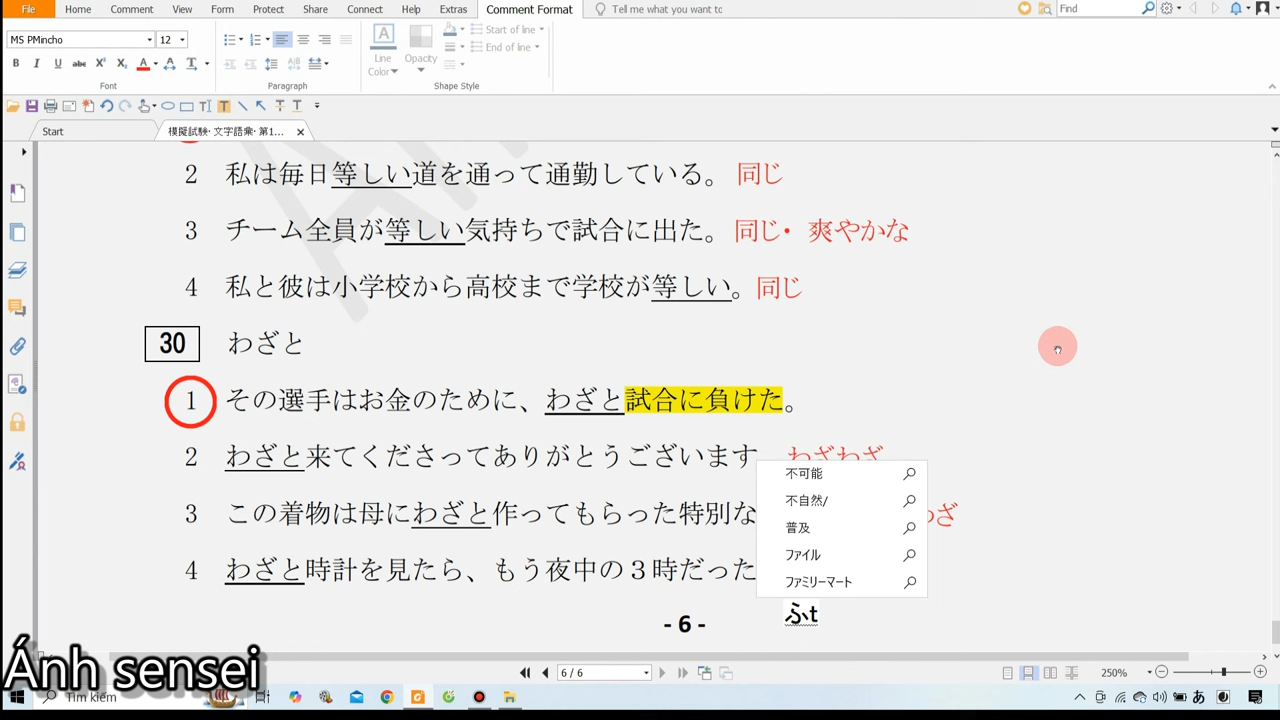 File Home Comment View Form Protect Share Connect Help Extras Comment Format Tell me what you want tc Find
MS PMincho 12 Start of line
End of line
Line Color Opacity
Font Paragraph Shape Style
Start 模擬試験・文字語彙・第1...
2 私は毎日等しい道を通って通勤している。 同じ
3 チーム全員が等しい気持ちで試合に出た。 同じ・爽やかな
4 私と彼は小学校から高校まで学校が等しい。 同じ
30 わざと
1 その選手はお金のために、わざと試合に負けた。
2 わざと来てくださってありがとうございます わざわざ
3 この着物は母にわざと作ってもらった特別な
4 わざと時計を見たら、もう夜中の3時だった
不可能
不自然/
普及
ファイル
ファミリーマート
ふt
- 6 -
Ánh sensei
6 / 6 250%
Tìm kiếm あ